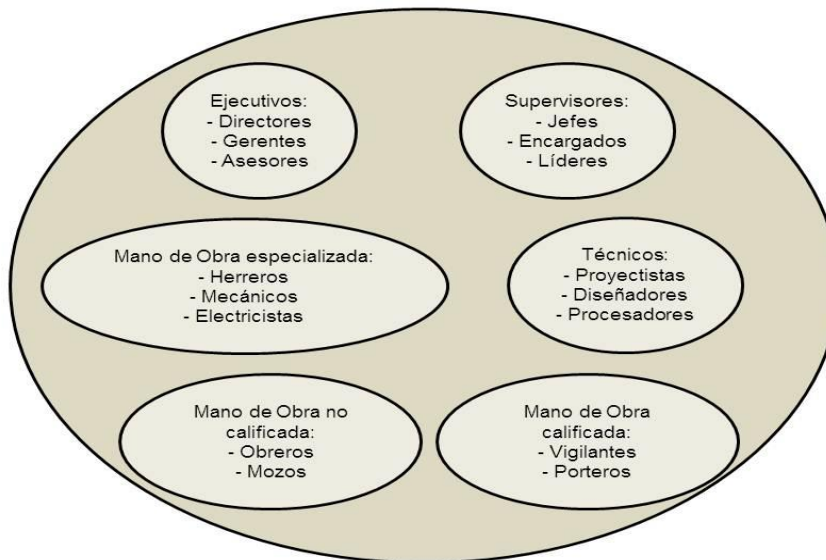 Ejecutivos:
- Directores
- Gerentes
- Asesores
Supervisores:
- Jefes
- Encargados
- Líderes
Mano de Obra especializada:
- Herreros
- Mecánicos
- Electricistas
Técnicos:
- Proyectistas
- Diseñadores
- Procesadores
Mano de Obra no
calificada:
- Obreros
- Mozos
Mano de Obra
calificada:
- Vigilantes
- Porteros